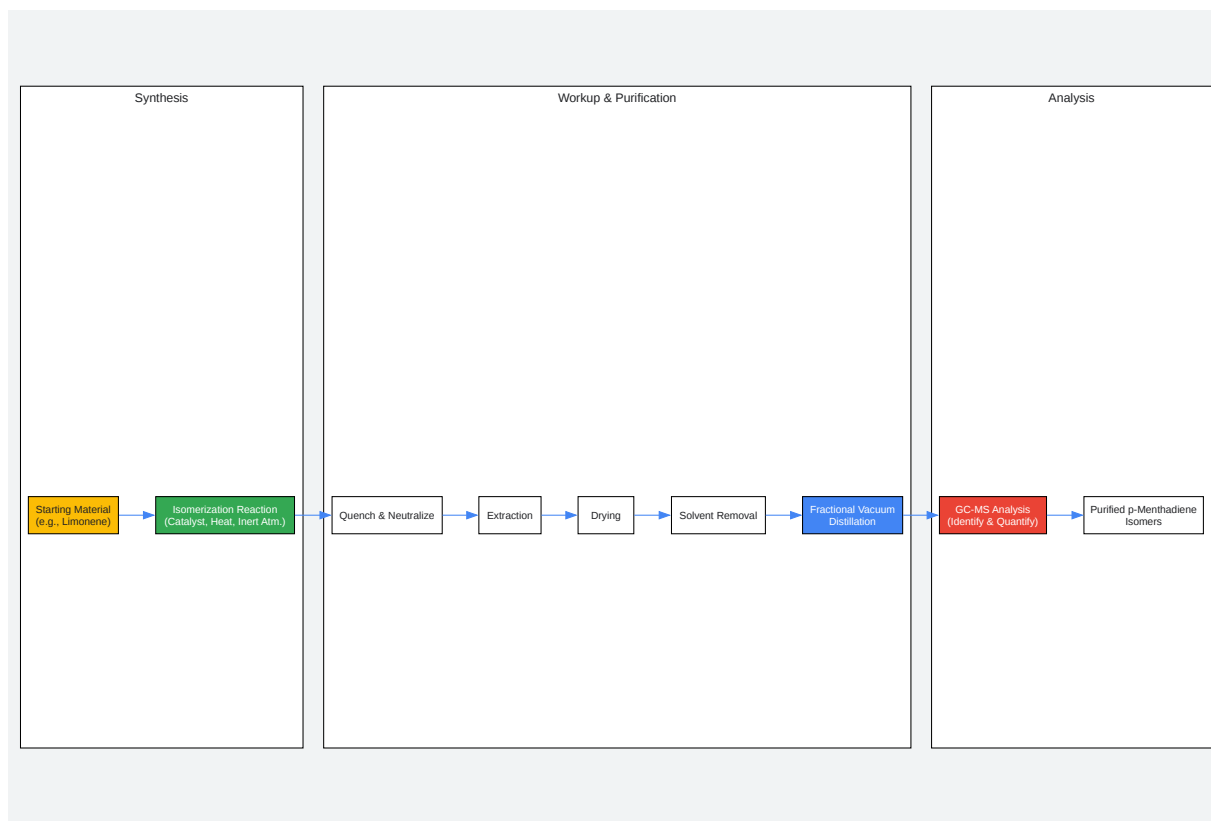 Synthesis
Workup & Purification
Analysis
Starting Material
(e.g., Limonene)
Isomerization Reaction
(Catalyst, Heat, Inert Atm.)
Quench & Neutralize
Extraction
Drying
Solvent Removal
Fractional Vacuum
Distillation
GC-MS Analysis
(Identify & Quantify)
Purified p-Menthadiene
Isomers